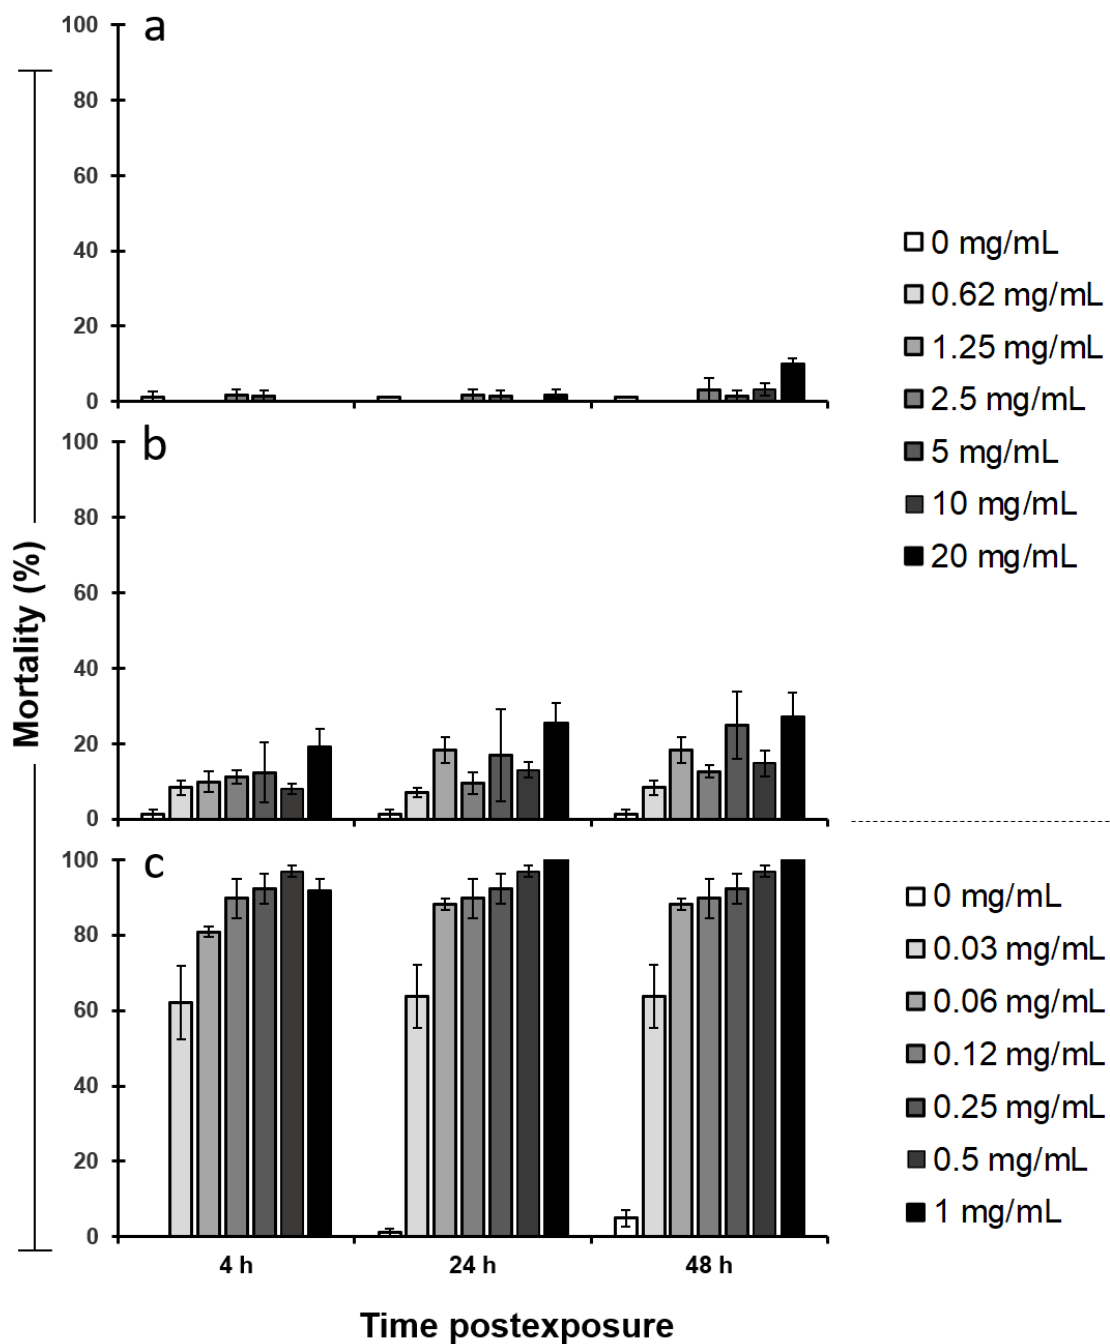 a
100
80
60
40
20
0
b
100
80
60
40
20
0
c
100
80
60
40
20
0
Mortality (%)
4 h
24 h
48 h
Time postexposure
0 mg/mL
0.62 mg/mL
1.25 mg/mL
2.5 mg/mL
5 mg/mL
10 mg/mL
20 mg/mL
0 mg/mL
0.03 mg/mL
0.06 mg/mL
0.12 mg/mL
0.25 mg/mL
0.5 mg/mL
1 mg/mL